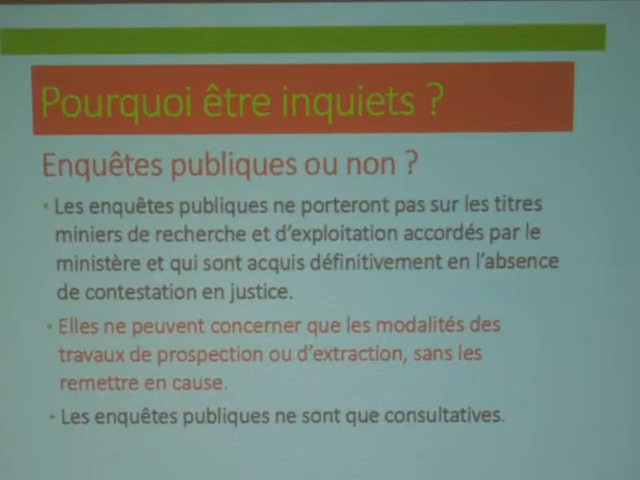 Pourquoi être inquiets ?
Enquêtes publiques ou non ?
• Les enquêtes publiques ne porteront pas sur les titres
miniers de recherche et d'exploitation accordés par le
ministère et qui sont acquis définitivement en l'absence
de contestation en justice.
• Elles ne peuvent concerner que les modalités des
travaux de prospection ou d'extraction, sans les
remettre en cause.
• Les enquêtes publiques ne sont que consultatives.